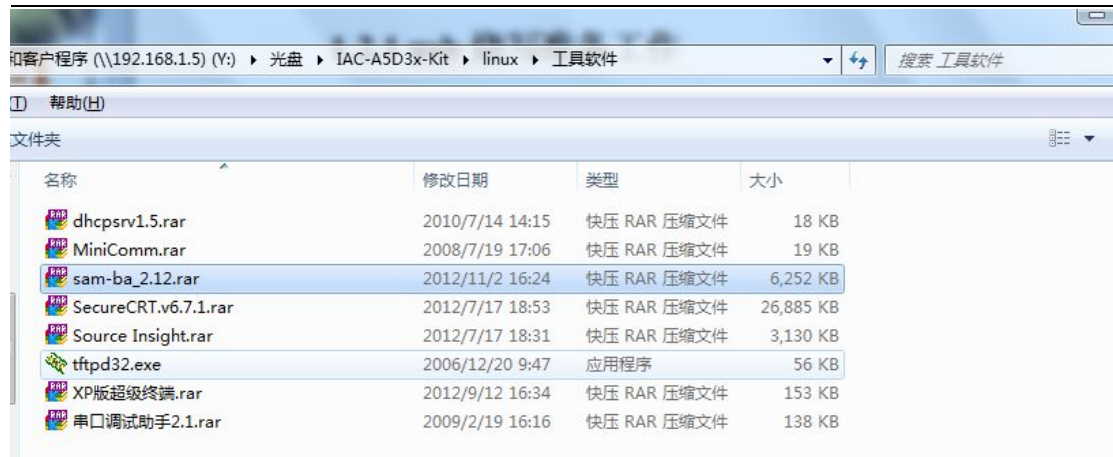 和客户程序 (\\192.168.1.5) (Y:) ▸ 光盘 ▸ IAC-A5D3x-Kit ▸ linux ▸ 工具软件 搜索 工具软件
(T) 帮助(H)
文件夹
名称 修改日期 类型 大小
dhcpsrv1.5.rar 2010/7/14 14:15 快压 RAR 压缩文件 18 KB
MiniComm.rar 2008/7/19 17:06 快压 RAR 压缩文件 19 KB
sam-ba_2.12.rar 2012/11/2 16:24 快压 RAR 压缩文件 6,252 KB
SecureCRT.v6.7.1.rar 2012/7/17 18:53 快压 RAR 压缩文件 26,885 KB
Source Insight.rar 2012/7/17 18:31 快压 RAR 压缩文件 3,130 KB
tftpd32.exe 2006/12/20 9:47 应用程序 56 KB
XP版超级终端.rar 2012/9/12 16:34 快压 RAR 压缩文件 153 KB
串口调试助手2.1.rar 2009/2/19 16:16 快压 RAR 压缩文件 138 KB